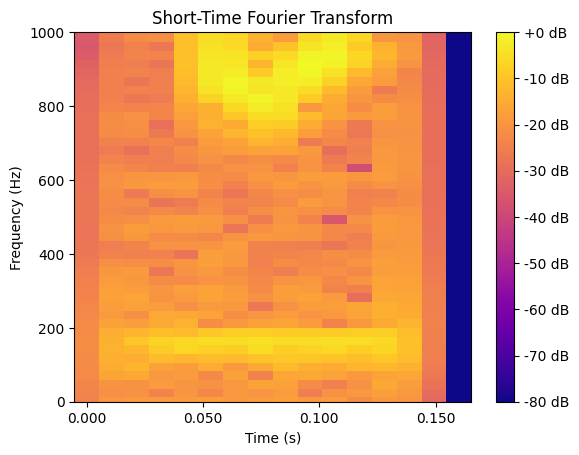 Short-Time Fourier Transform
1000
800
600
400
200
0
Frequency (Hz)
0.000
0.050
0.100
0.150
Time (s)
+0 dB
-10 dB
-20 dB
-30 dB
-40 dB
-50 dB
-60 dB
-70 dB
-80 dB